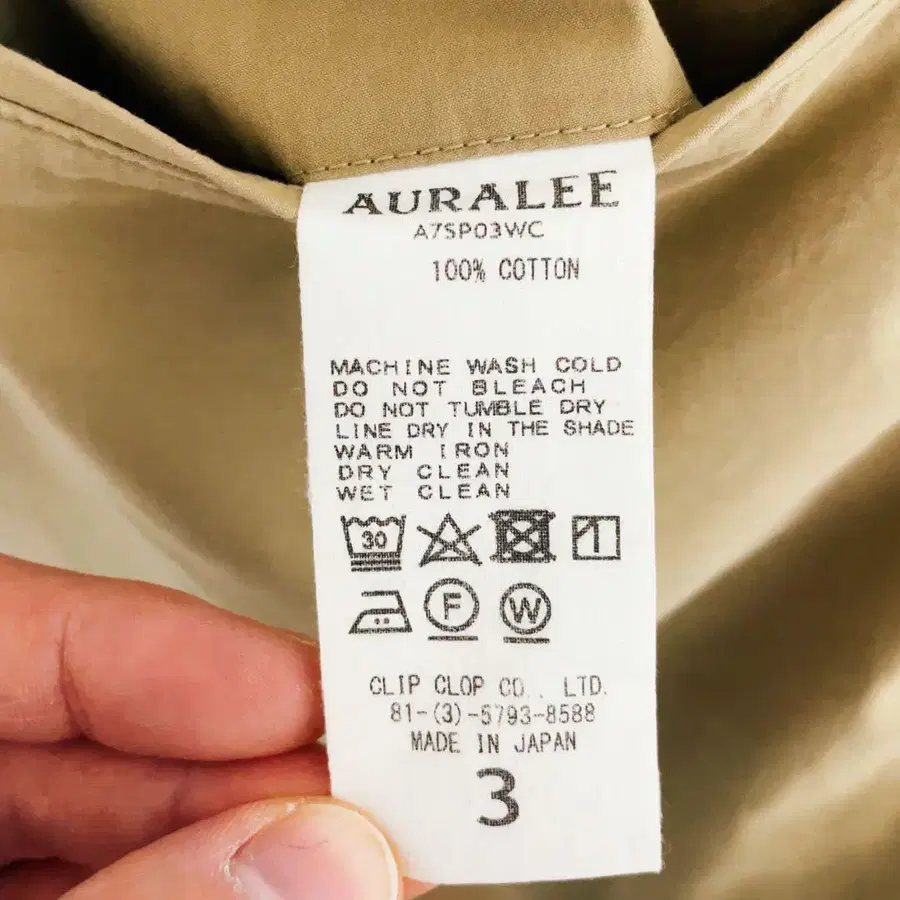 AURALEE
A7SP03WC
100% COTTON
MACHINE WASH COLD
DO NOT BLEACH
DO NOT TUMBLE DRY
LINE DRY IN THE SHADE
WARM IRON
DRY CLEAN
WET CLEAN
30
F W
CLIP CLOP CO., LTD.
81-(3)-5793-8588
MADE IN JAPAN
3